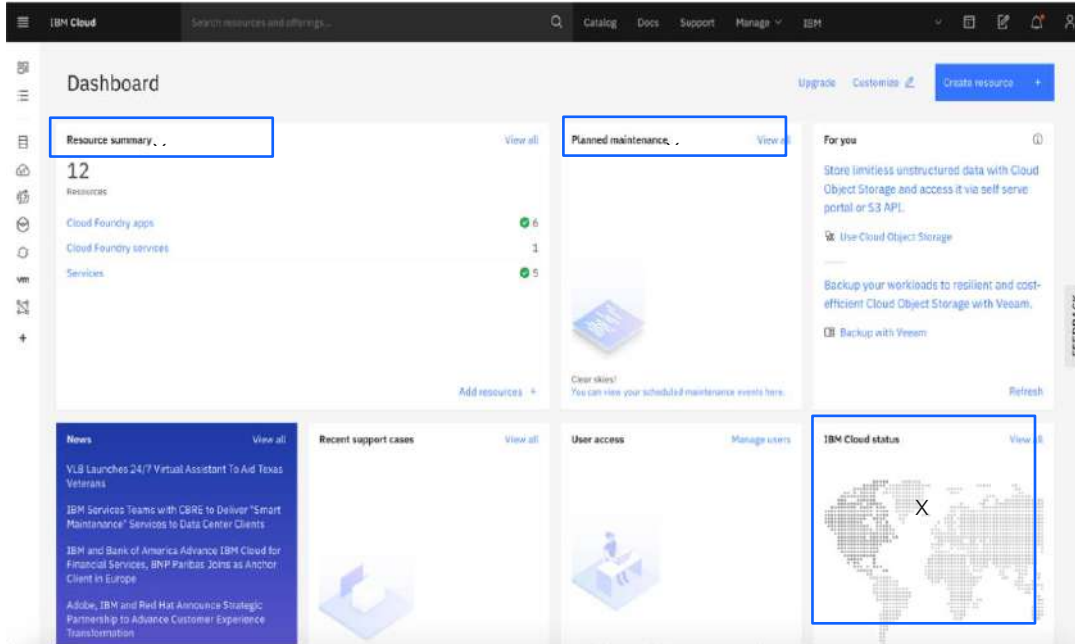 IBM Cloud
Search resources and offerings...
Catalog Docs Support Manage IBM
Dashboard
Upgrade Customize Create resource +
Resource summary
View all
12
Resources
Cloud Foundry apps 6
Cloud Foundry services 1
Services 5
Add resources +
Planned maintenance
View all
Clear skies!
You can view your scheduled maintenance events here.
For you
Store limitless unstructured data with Cloud
Object Storage and access it via self serve
portal or S3 API.
Use Cloud Object Storage
Backup your workloads to resilient and cost-
efficient Cloud Object Storage with Veeam.
Backup with Veeam
Refresh
FEEDBACK
News View all
VLB Launches 24/7 Virtual Assistant To Aid Texas
Veterans
IBM Services Teams with CBRE to Deliver "Smart
Maintenance" Services to Data Center Clients
IBM and Bank of America Advance IBM Cloud for
Financial Services, BNP Paribas Joins as Anchor
Client in Europe
Adobe, IBM and Red Hat Announce Strategic
Partnership to Advance Customer Experience
Transformation
Recent support cases View all
User access Manage users
IBM Cloud status View all
X
vm